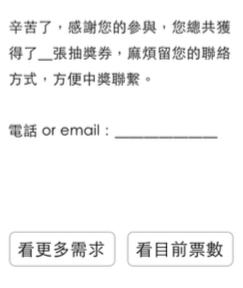 辛苦了，感謝您的參與，您總共獲
得了__張抽獎券，麻煩留您的聯絡
方式，方便中獎聯繫。
電話 or email：______________
看更多需求 看目前票數